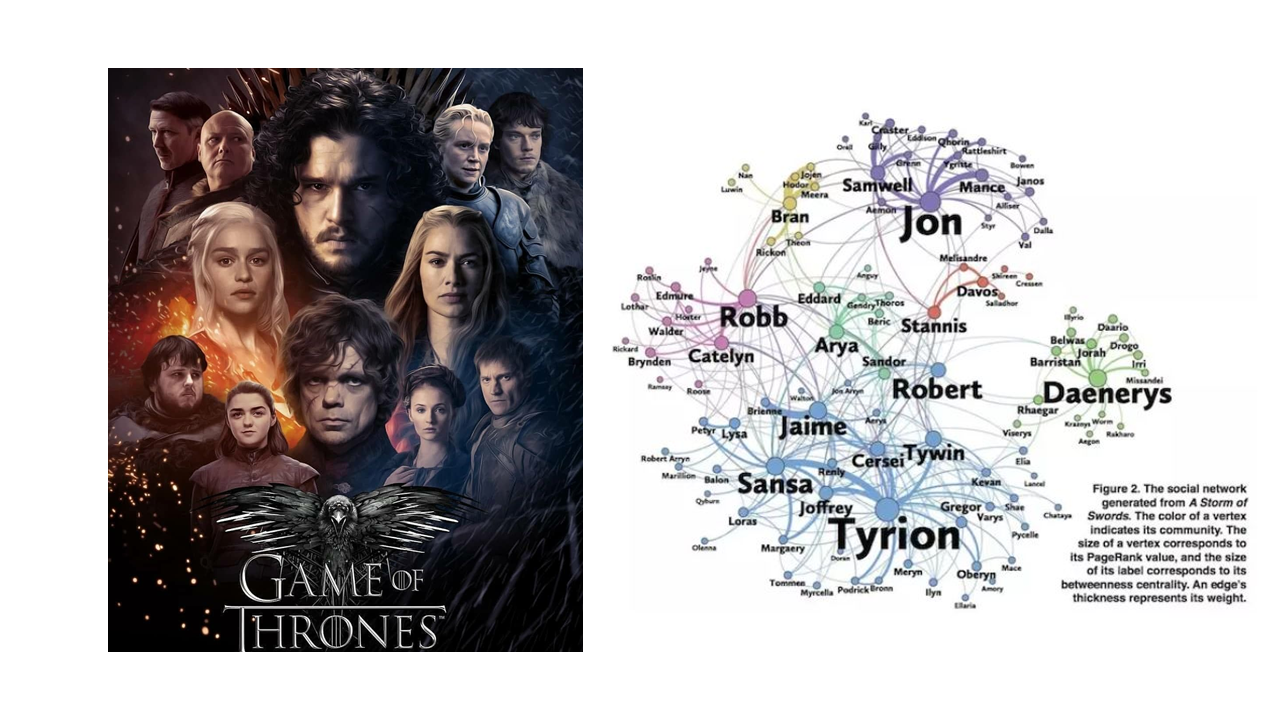 GAME OF
THRONES
TM
Karl
Craster
Eddison
Qhorin
Orell
Gilly
Rattleshirt
Grenn
Ygritte
Bowen
Nan
Jojen
Hodor
Luwin
Meera
Samwell
Mance
Janos
Aemon
Alliser
Bran
Jon
Styr
Dalla
Theon
Val
Rickon
Melisandre
Jeyne
Roslin
Anguy
Shireen
Cressen
Edmure
Eddard
Davos
Lothar
Gendry
Thoros
Salladhor
Hoster
Robb
Beric
Stannis
Illyrio
Walder
Daario
Belwas
Drogo
Rickard
Arya
Catelyn
Jorah
Brynden
Sandor
Barristan
Irri
Ramsay
Roose
Jon Arryn
Robert
Missandei
Walton
Daenerys
Brienne
Rhaegar
Jaime
Aerys
Petyr
Lysa
Kraznys
Worm
Viserys
Rakharo
Aegon
Robert Arryn
Cersei
Tywin
Elia
Marillion
Renly
Balon
Sansa
Kevan
Lancel
Qyburn
Joffrey
Gregor
Shae
Varys
Chataya
Loras
Tyrion
Pycelle
Olenna
Margaery
Doran
Mace
Meryn
Oberyn
Tommen
Myrcella
Podrick
Bronn
Ilyn
Amory
Ellaria
Figure 2. The social network
generated from A Storm of
Swords. The color of a vertex
indicates its community. The
size of a vertex corresponds to
its PageRank value, and the size
of its label corresponds to its
betweenness centrality. An edge's
thickness represents its weight.